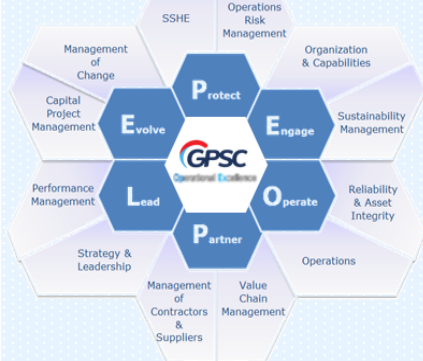 SSHE
Operations
Risk
Management
Management
of
Change
Organization
& Capabilities
Protect
Capital
Project
Management
Evolve
Engage
Sustainability
Management
GPSC
Operational Excellence
Performance
Management
Lead
Operate
Reliability
& Asset
Integrity
Partner
Strategy &
Leadership
Operations
Management
of
Contractors
&
Suppliers
Value
Chain
Management